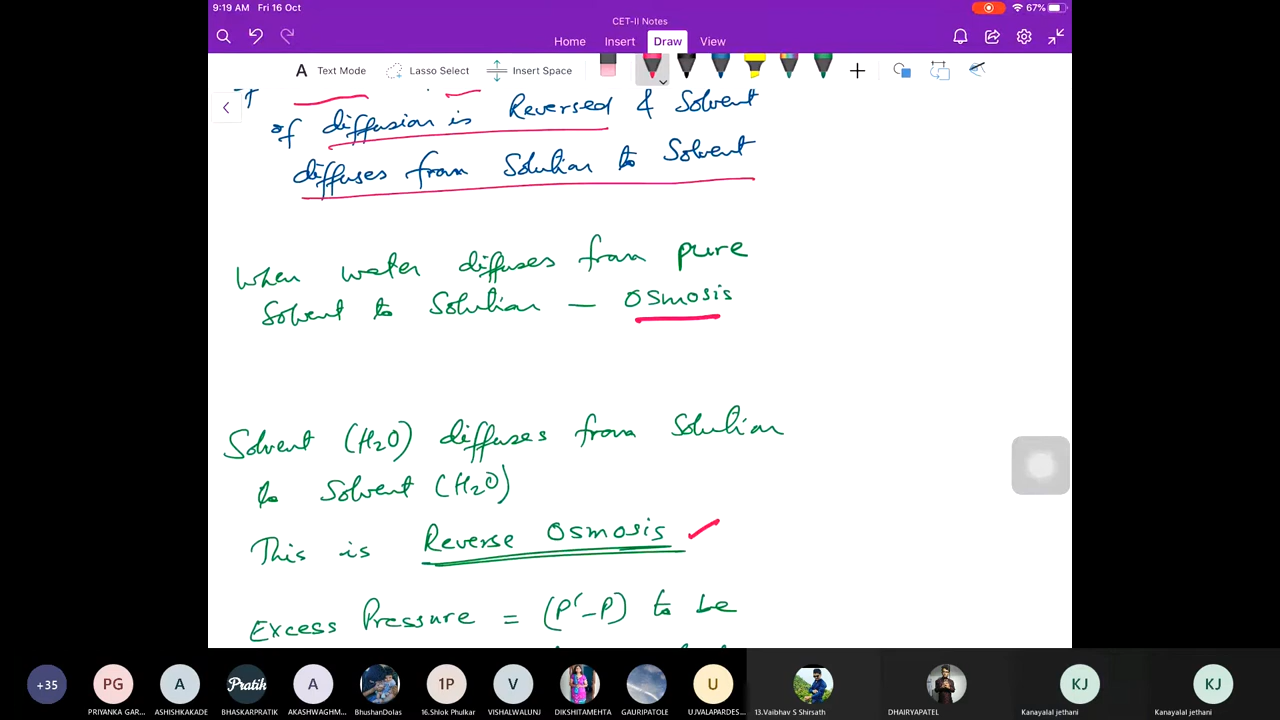 9:19 AM Fri 16 Oct
67%
CET-II Notes
Home Insert Draw View
A Text Mode Lasso Select Insert Space
of diffusion is Reversed & Solvent
diffuses from Solution to Solvent
When water diffuses from pure
Solvent to Solution — Osmosis
Solvent (H2O) diffuses from Solution
to Solvent (H2O)
This is Reverse Osmosis ✓
Excess Pressure = (P'-P) to be
+35 PG A A 1P V U KJ KJ
Pratik
PRIYANKA GAR... ASHISHKAKADE BHASKARPRATIK AKASHWAGHM... BhushanDolas 16.Shlok Phulkar VISHALWALUNJ DIKSHITAMEHTA GAURIPATOLE UJVALAPARDES... 13.Vaibhav S Shirsath DHAIRYAPATEL Kanayalal jethani Kanayalal jethani